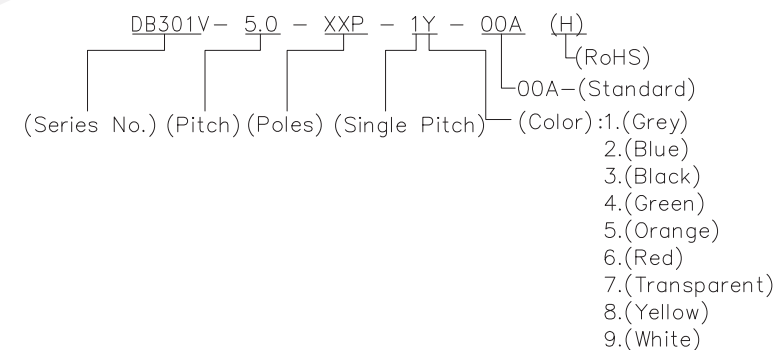 DB301V- 5.0 - XXP - 1Y - 00A (H)
(RoHS)
00A-(Standard)
(Series No.) (Pitch) (Poles) (Single Pitch) (Color):1.(Grey)
2.(Blue)
3.(Black)
4.(Green)
5.(Orange)
6.(Red)
7.(Transparent)
8.(Yellow)
9.(White)